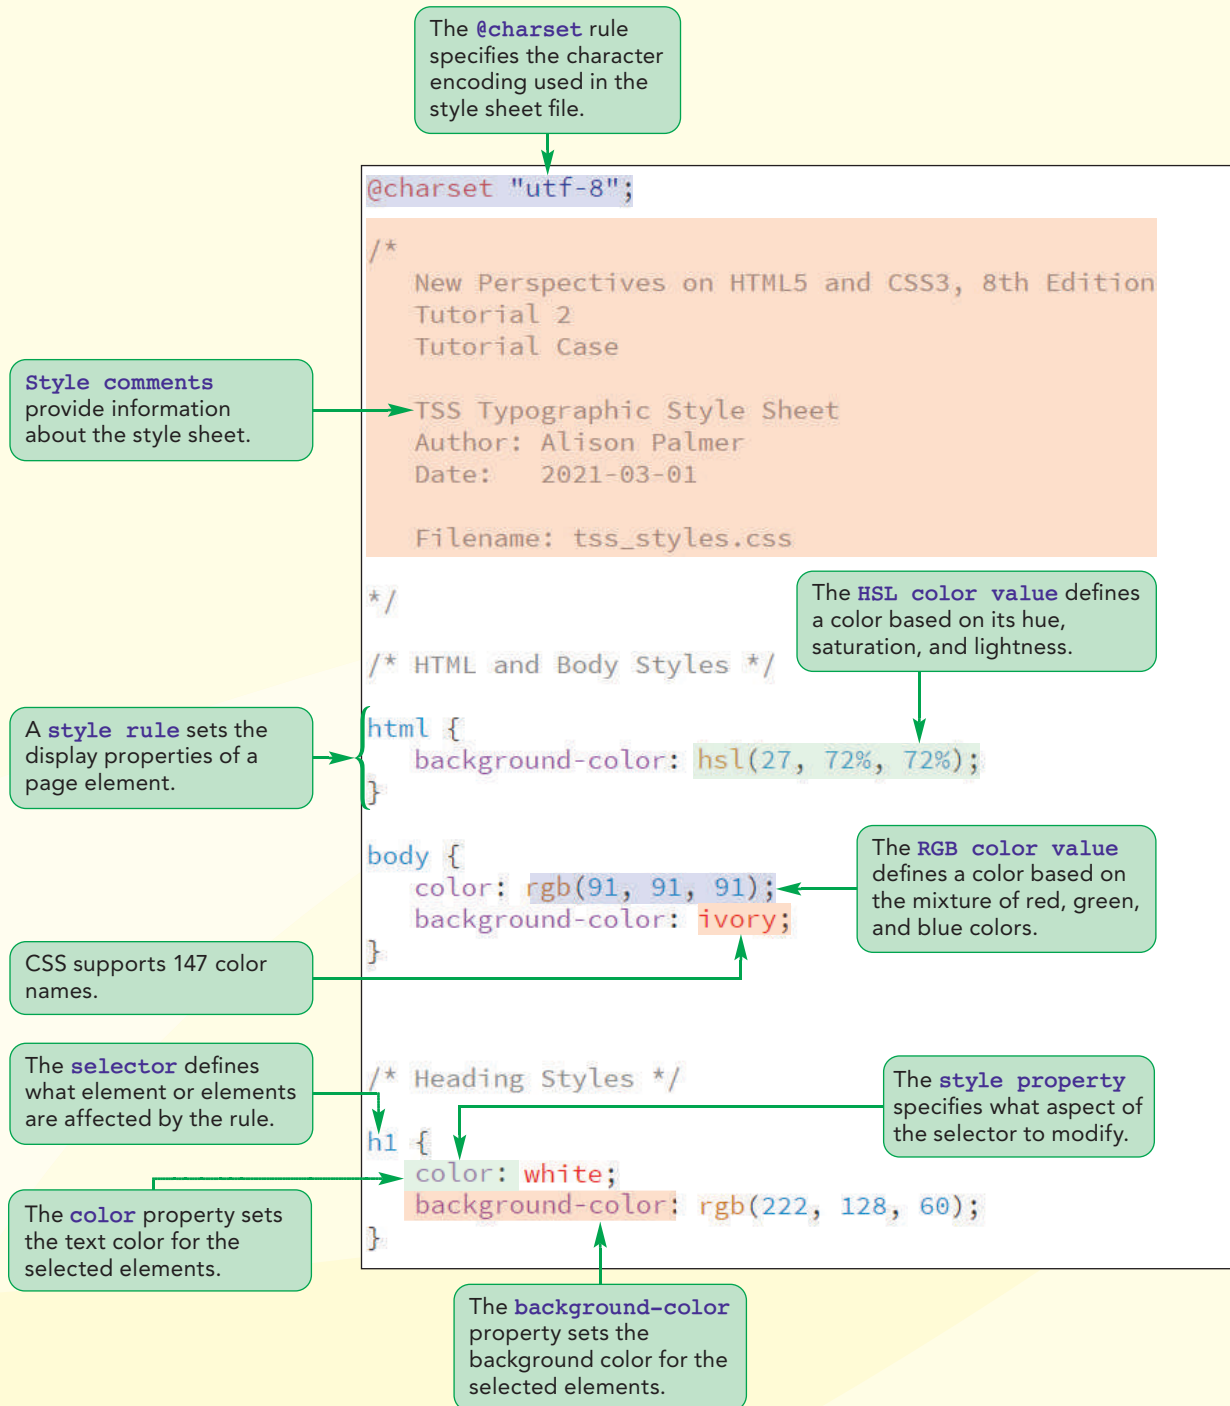 The @charset rule
specifies the character
encoding used in the
style sheet file.
@charset "utf-8";
/*
New Perspectives on HTML5 and CSS3, 8th Edition
Tutorial 2
Tutorial Case
Style comments
provide information
about the style sheet.
TSS Typographic Style Sheet
Author: Alison Palmer
Date:   2021-03-01
Filename: tss_styles.css
*/
The HSL color value defines
a color based on its hue,
saturation, and lightness.
/* HTML and Body Styles */
A style rule sets the
display properties of a
page element.
html {
background-color: hsl(27, 72%, 72%);
}
body {
color: rgb(91, 91, 91);
background-color: ivory;
}
The RGB color value
defines a color based on
the mixture of red, green,
and blue colors.
CSS supports 147 color
names.
The selector defines
what element or elements
are affected by the rule.
/* Heading Styles */
The style property
specifies what aspect of
the selector to modify.
h1 {
color: white;
background-color: rgb(222, 128, 60);
}
The color property sets
the text color for the
selected elements.
The background-color
property sets the
background color for the
selected elements.